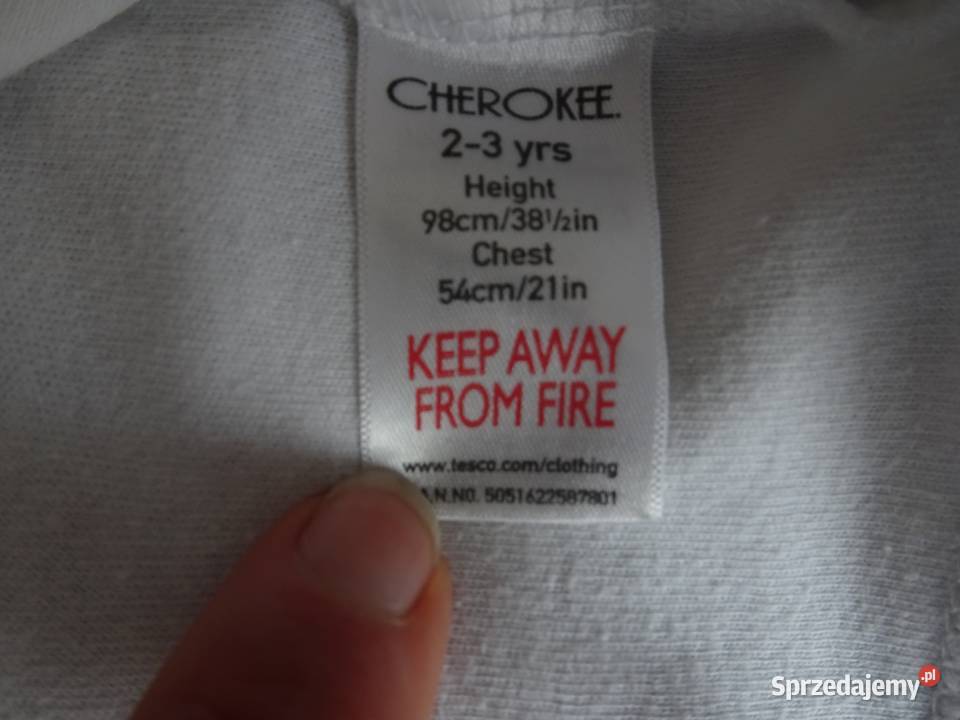 CHEROKEE.
2-3 yrs
Height
98cm/38½in
Chest
54cm/21in
KEEP AWAY
FROM FIRE
www.tesco.com/clothing
.N.NO. 5051622587801
Sprzedajemy.pl